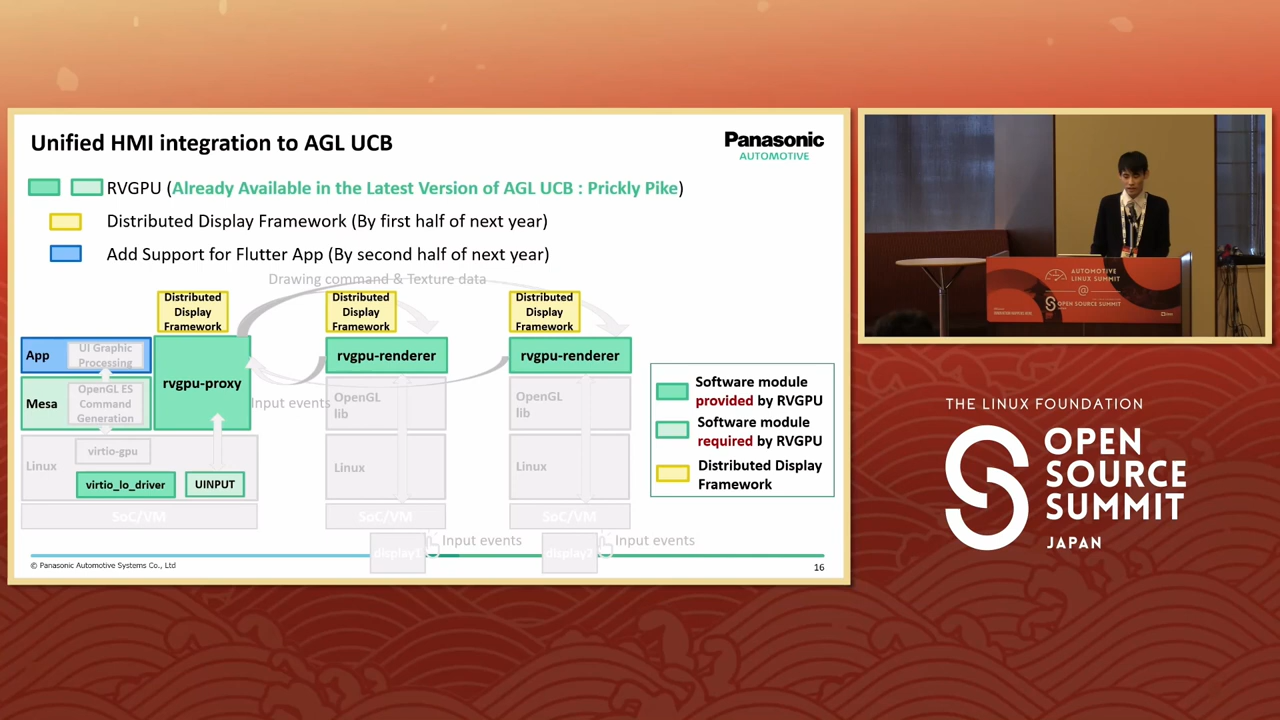 Unified HMI integration to AGL UCB
Panasonic
AUTOMOTIVE
RVGPU (Already Available in the Latest Version of AGL UCB : Prickly Pike)
Distributed Display Framework (By first half of next year)
Add Support for Flutter App (By second half of next year)
Drawing command & Texture data
Distributed
Display
Framework
Distributed
Display
Framework
Distributed
Display
Framework
App
UI Graphic
Processing
rvgpu-proxy
rvgpu-renderer
rvgpu-renderer
Mesa
OpenGL ES
Command
Generation
Input events
OpenGL
lib
OpenGL
lib
Linux
virtio-gpu
virtio_lo_driver
UINPUT
Linux
Linux
SoC/VM
SoC/VM
SoC/VM
display1
Input events
display2
Input events
Software module
provided by RVGPU
Software module
required by RVGPU
Distributed Display
Framework
© Panasonic Automotive Systems Co., Ltd
16
AUTOMOTIVE
LINUX SUMMIT
@
OPEN SOURCE SUMMIT
THE LINUX FOUNDATION
OPEN
SOURCE
SUMMIT
JAPAN